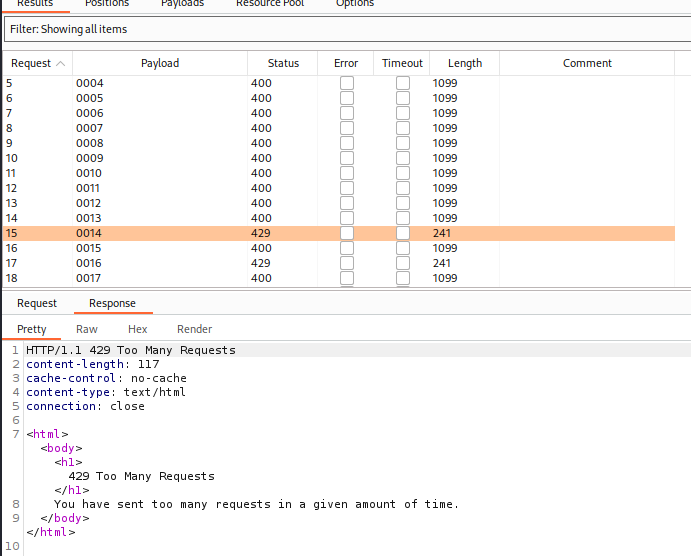 Results Positions Payloads Resource Pool Options
Filter: Showing all items
Request Payload Status Error Timeout Length Comment
5 0004 400 1099
6 0005 400 1099
7 0006 400 1099
8 0007 400 1099
9 0008 400 1099
10 0009 400 1099
11 0010 400 1099
12 0011 400 1099
13 0012 400 1099
14 0013 400 1099
15 0014 429 241
16 0015 400 1099
17 0016 429 241
18 0017 400 1099
Request Response
Pretty Raw Hex Render
1 HTTP/1.1 429 Too Many Requests
2 content-length: 117
3 cache-control: no-cache
4 content-type: text/html
5 connection: close
6
7 <html>
<body>
<h1>
429 Too Many Requests
</h1>
8 You have sent too many requests in a given amount of time.
9 </body>
</html>
10